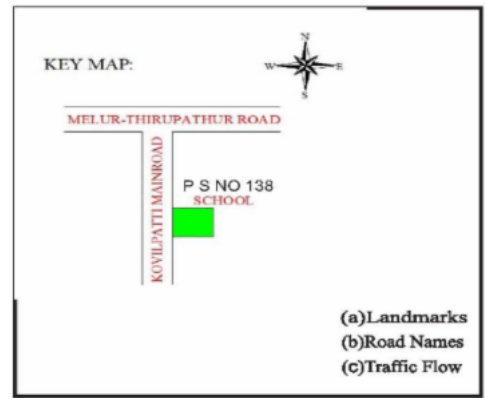 N
KEY MAP:
W E
S
MELUR-THIRUPATHUR ROAD
KOVILPATTI MAINROAD
P S NO 138
SCHOOL
(a)Landmarks
(b)Road Names
(c)Traffic Flow